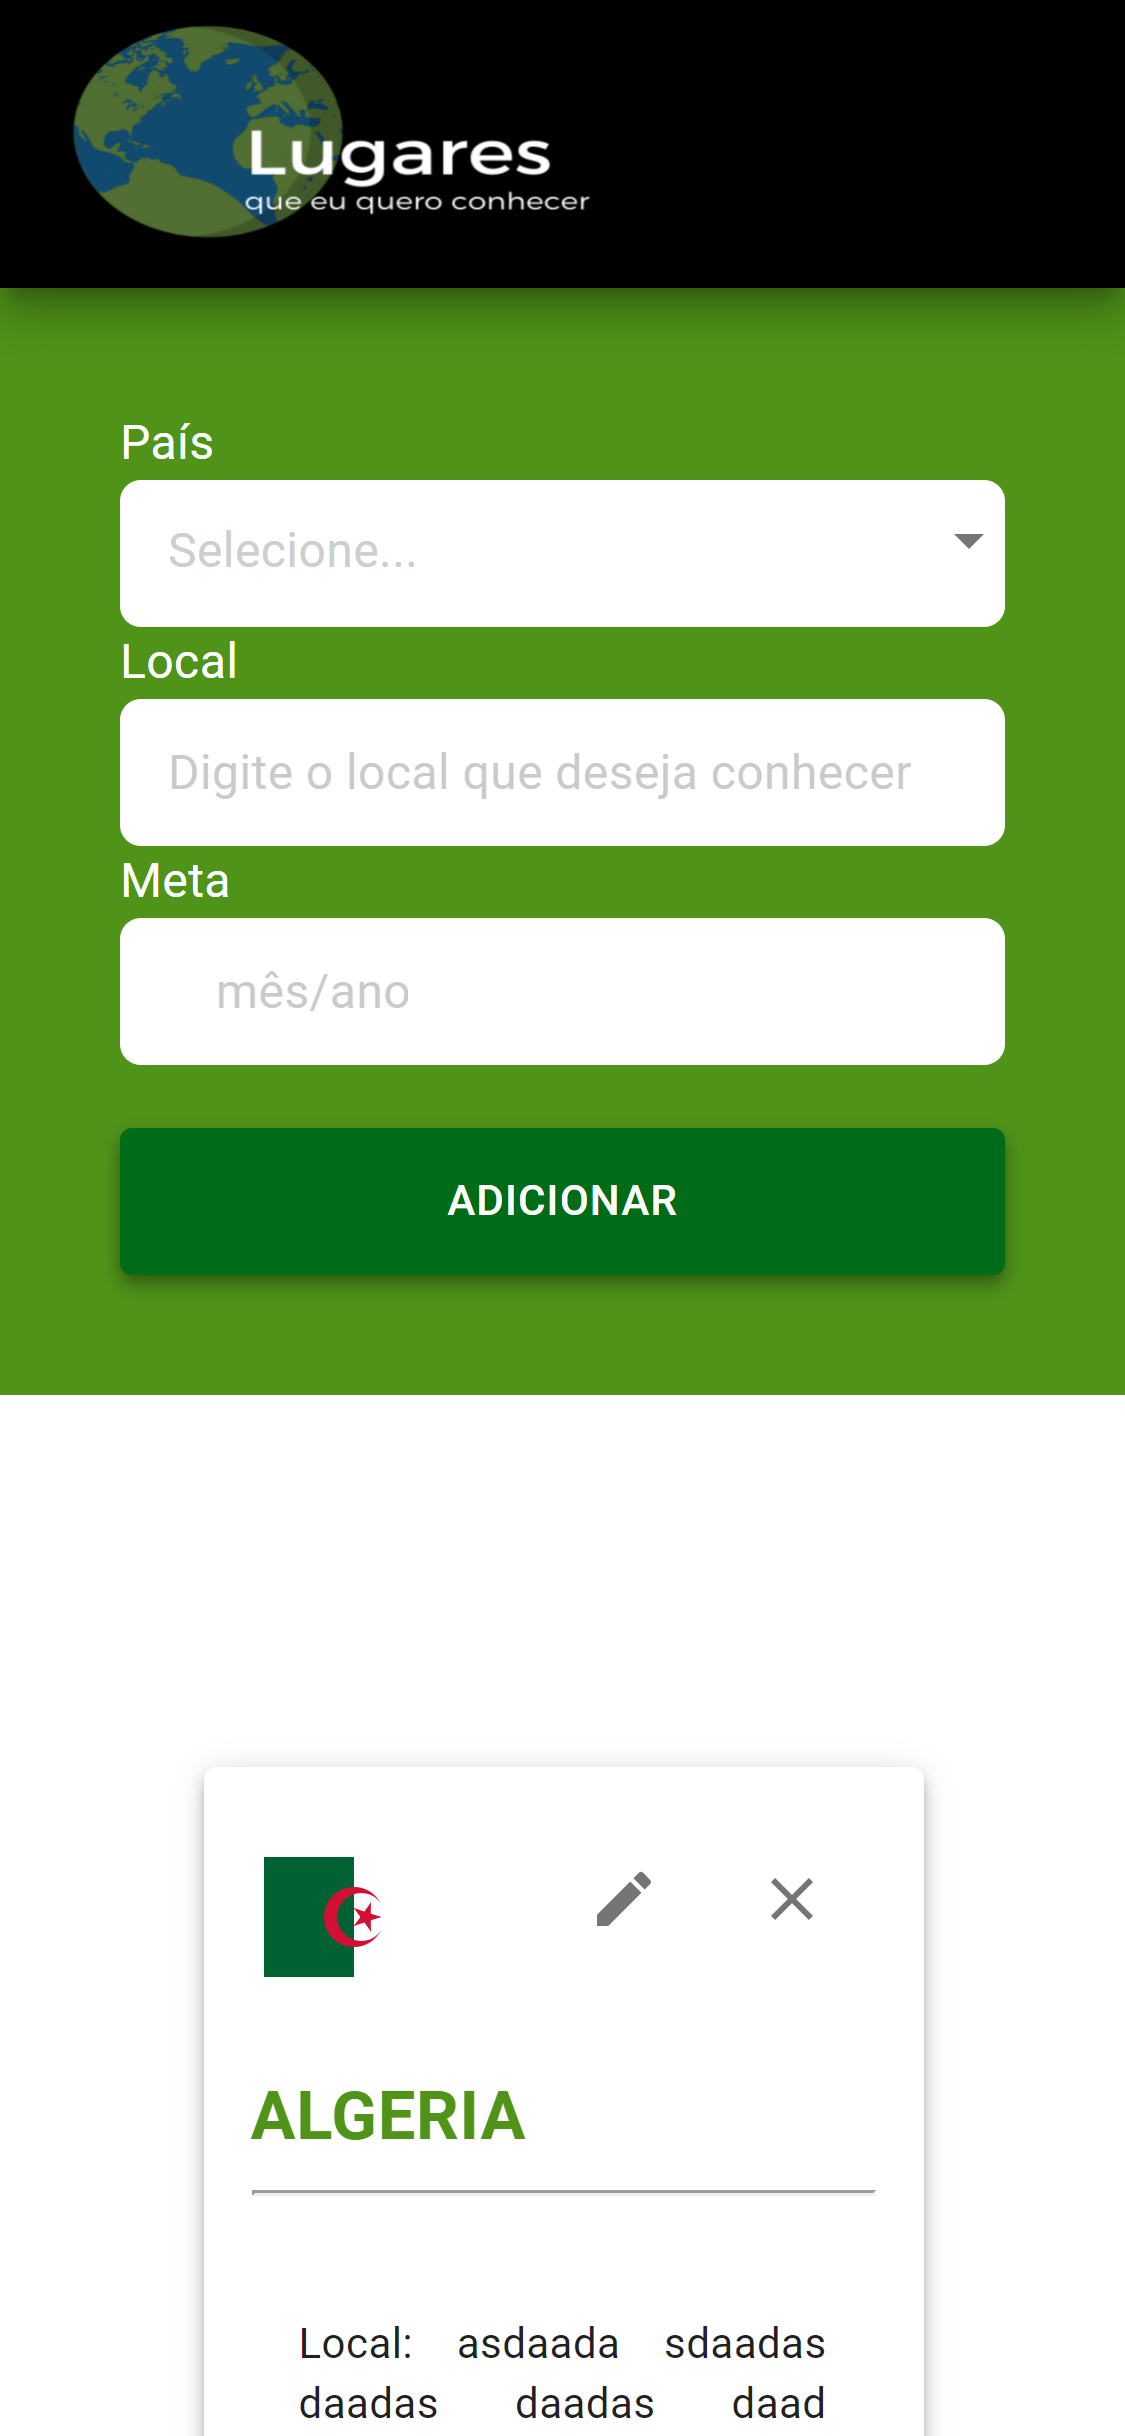 Lugares
que eu quero conhecer
País
Selecione...
Local
Digite o local que deseja conhecer
Meta
mês/ano
ADICIONAR
ALGERIA
Local: asdaada sdaadas
daadas daadas daad